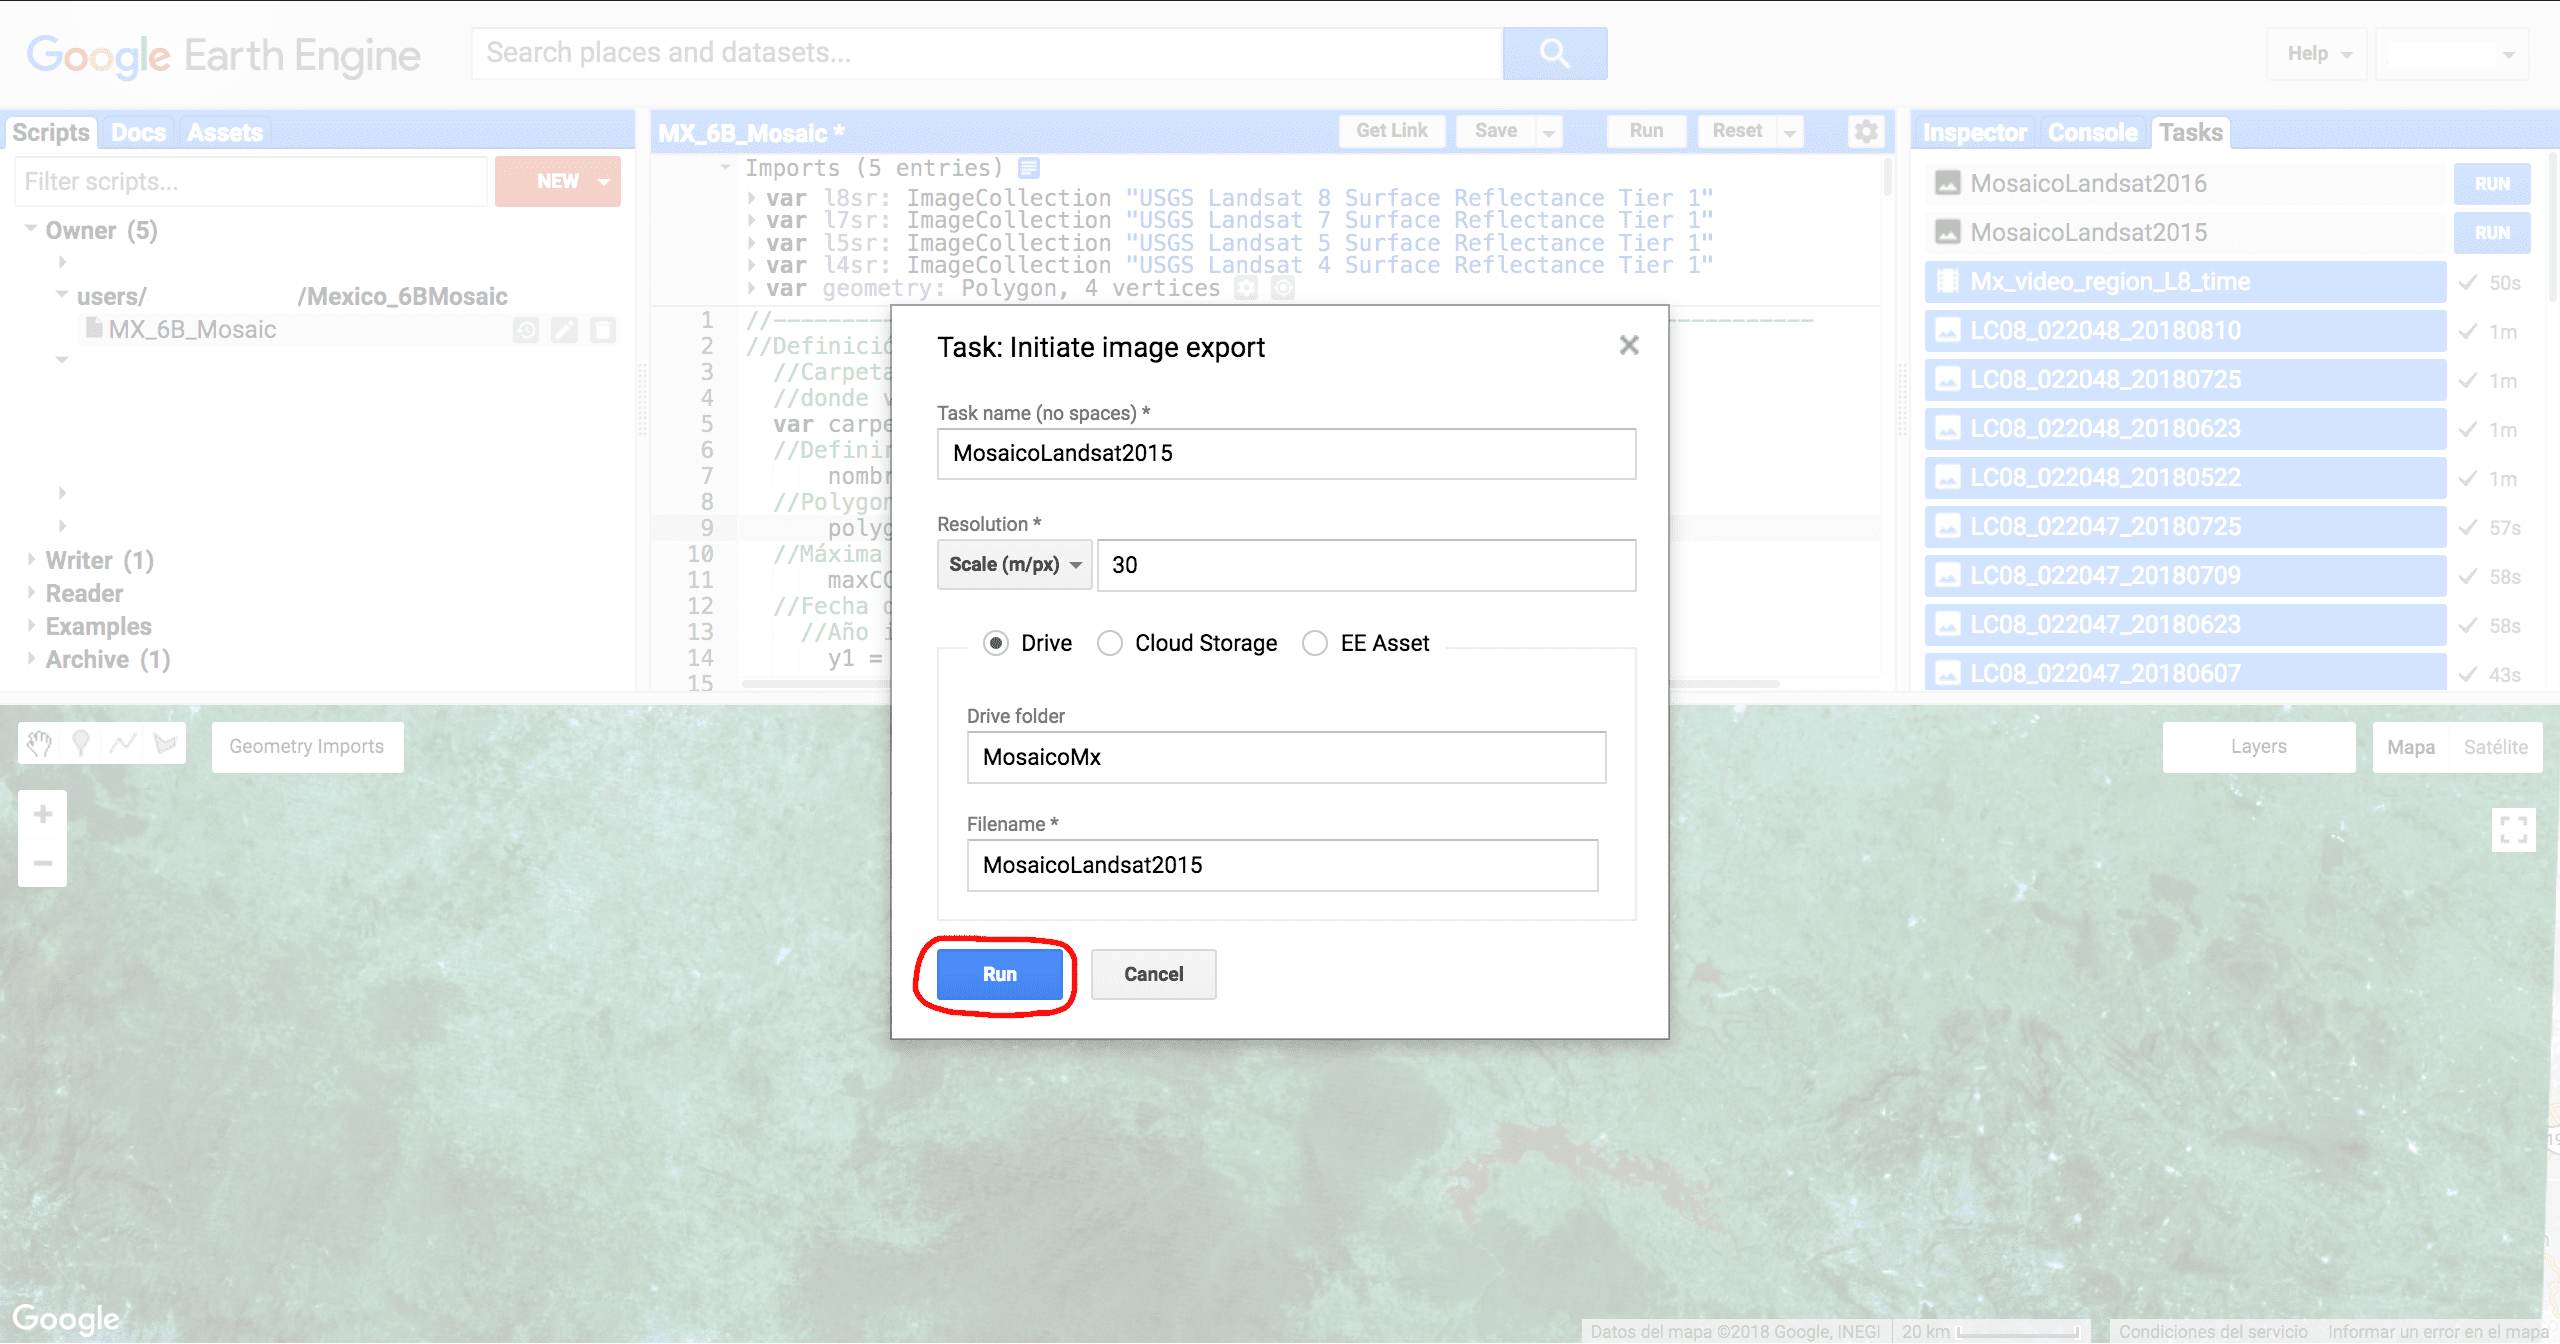 Google Earth Engine
Search places and datasets...
Help
Scripts Docs Assets
MX_6B_Mosaic *
Get Link Save Run Reset
Inspector Console Tasks
Filter scripts...
NEW
Owner (5)
users/ /Mexico_6BMosaic
MX_6B_Mosaic
Writer (1)
Reader
Examples
Archive (1)
Imports (5 entries)
var l8sr: ImageCollection "USGS Landsat 8 Surface Reflectance Tier 1"
var l7sr: ImageCollection "USGS Landsat 7 Surface Reflectance Tier 1"
var l5sr: ImageCollection "USGS Landsat 5 Surface Reflectance Tier 1"
var l4sr: ImageCollection "USGS Landsat 4 Surface Reflectance Tier 1"
var geometry: Polygon, 4 vertices
1 //
2 //Definició
3 //Carpeta
4 //donde
5 var carpe
6 //Definir
7 nombr
8 //Polygon
9 polyg
10 //Máxima
11 maxCC
12 //Fecha
13 //Año
14 y1 =
15
MosaicoLandsat2016 RUN
MosaicoLandsat2015 RUN
Mx_video_region_L8_time 50s
LC08_022048_20180810 1m
LC08_022048_20180725 1m
LC08_022048_20180623 1m
LC08_022048_20180522 1m
LC08_022047_20180725 57s
LC08_022047_20180709 58s
LC08_022047_20180623 58s
LC08_022047_20180607 43s
Task: Initiate image export
Task name (no spaces) *
MosaicoLandsat2015
Resolution *
Scale (m/px) 30
Drive Cloud Storage EE Asset
Drive folder
MosaicoMx
Filename *
MosaicoLandsat2015
Run Cancel
Geometry Imports
Layers
Mapa Satélite
+
−
Google
Datos del mapa ©2018 Google, INEGI 20 km Condiciones del servicio Informar un error en el mapa